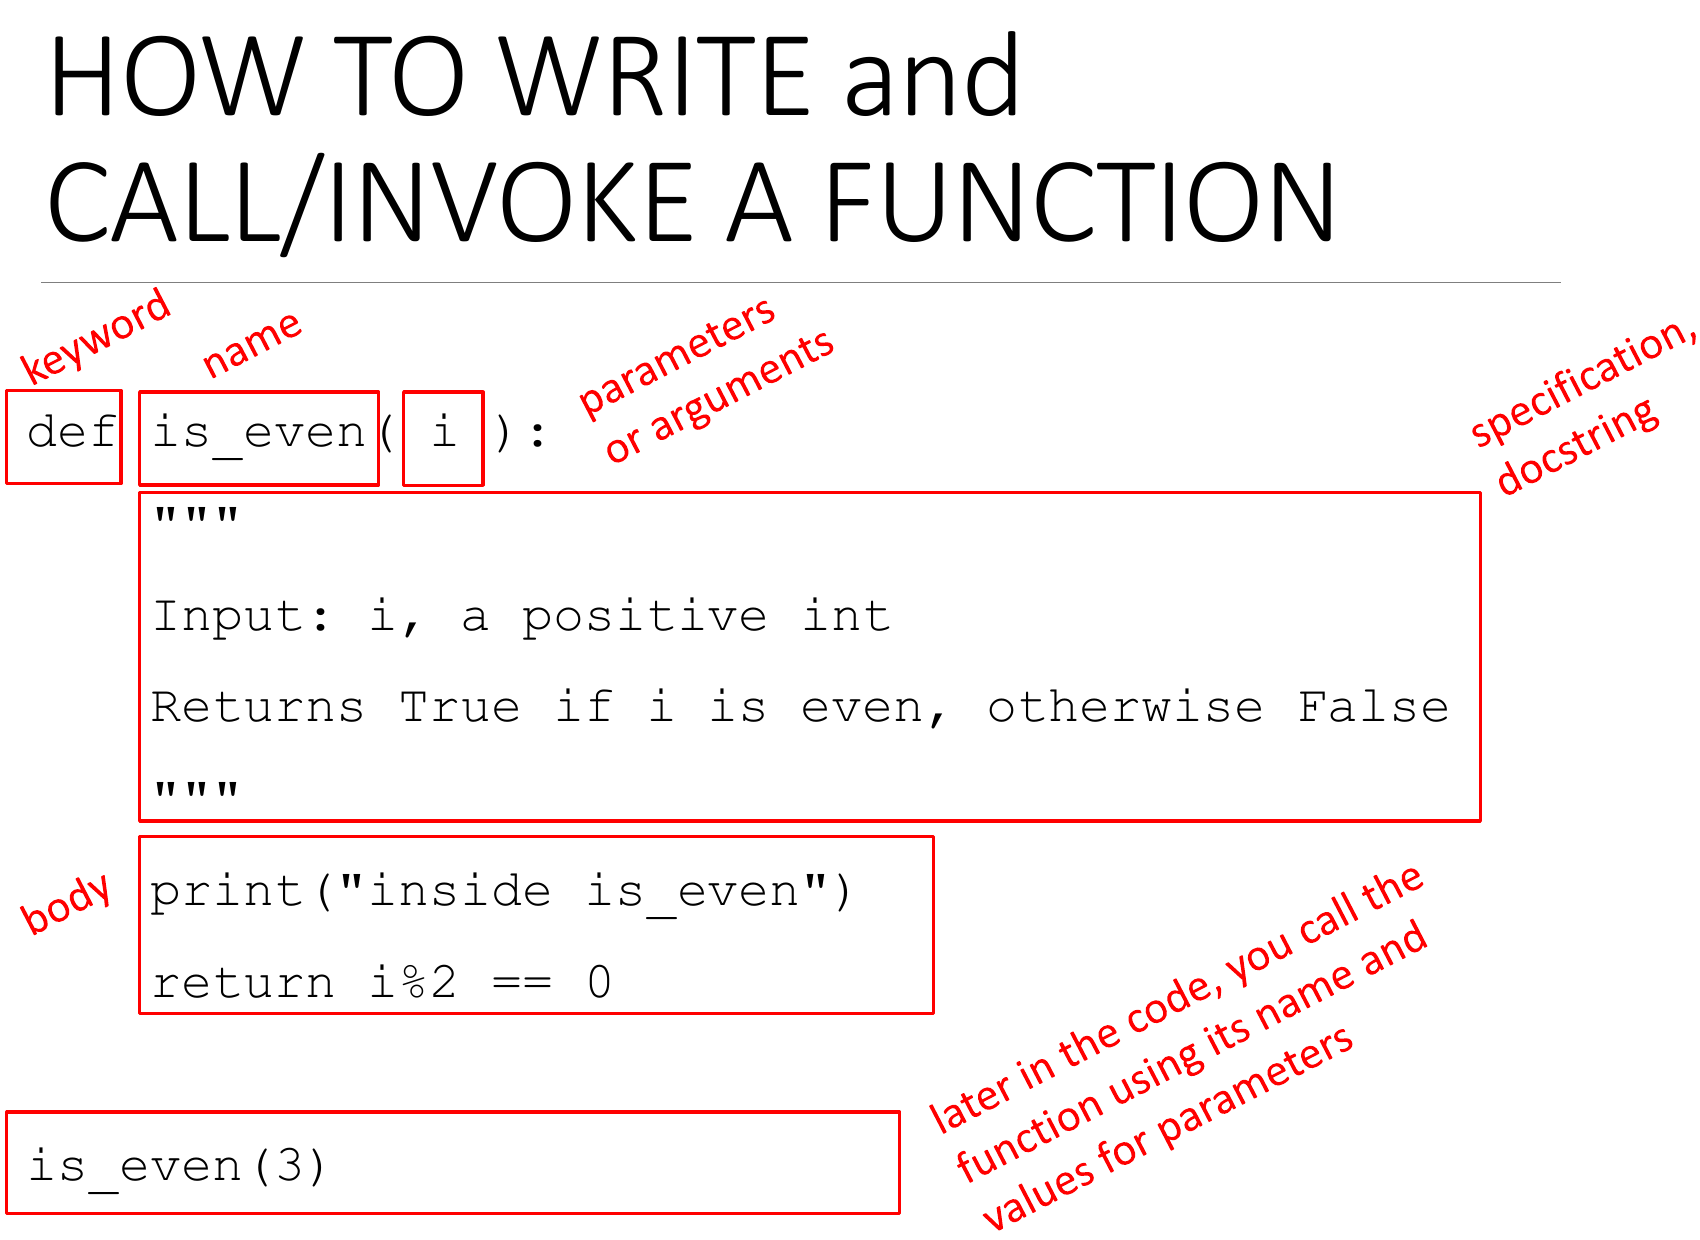 HOW TO WRITE and
CALL/INVOKE A FUNCTION
keyword
name
parameters
or arguments
specification,
docstring
def is_even( i ):
"""
Input: i, a positive int
Returns True if i is even, otherwise False
"""
body
print("inside is_even")
return i%2 == 0
later in the code, you call the
function using its name and
values for parameters
is_even(3)